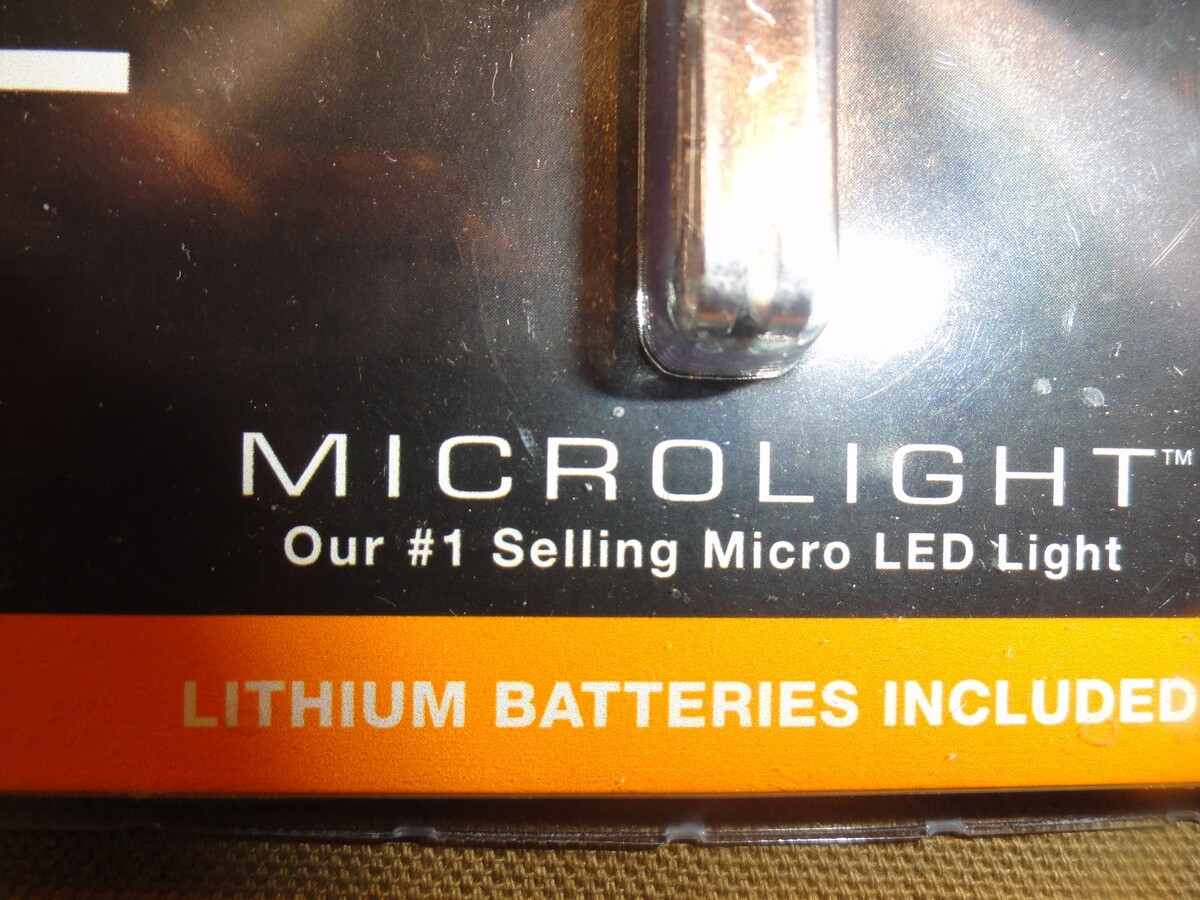 MICROLIGHT™
Our #1 Selling Micro LED Light
LITHIUM BATTERIES INCLUDED